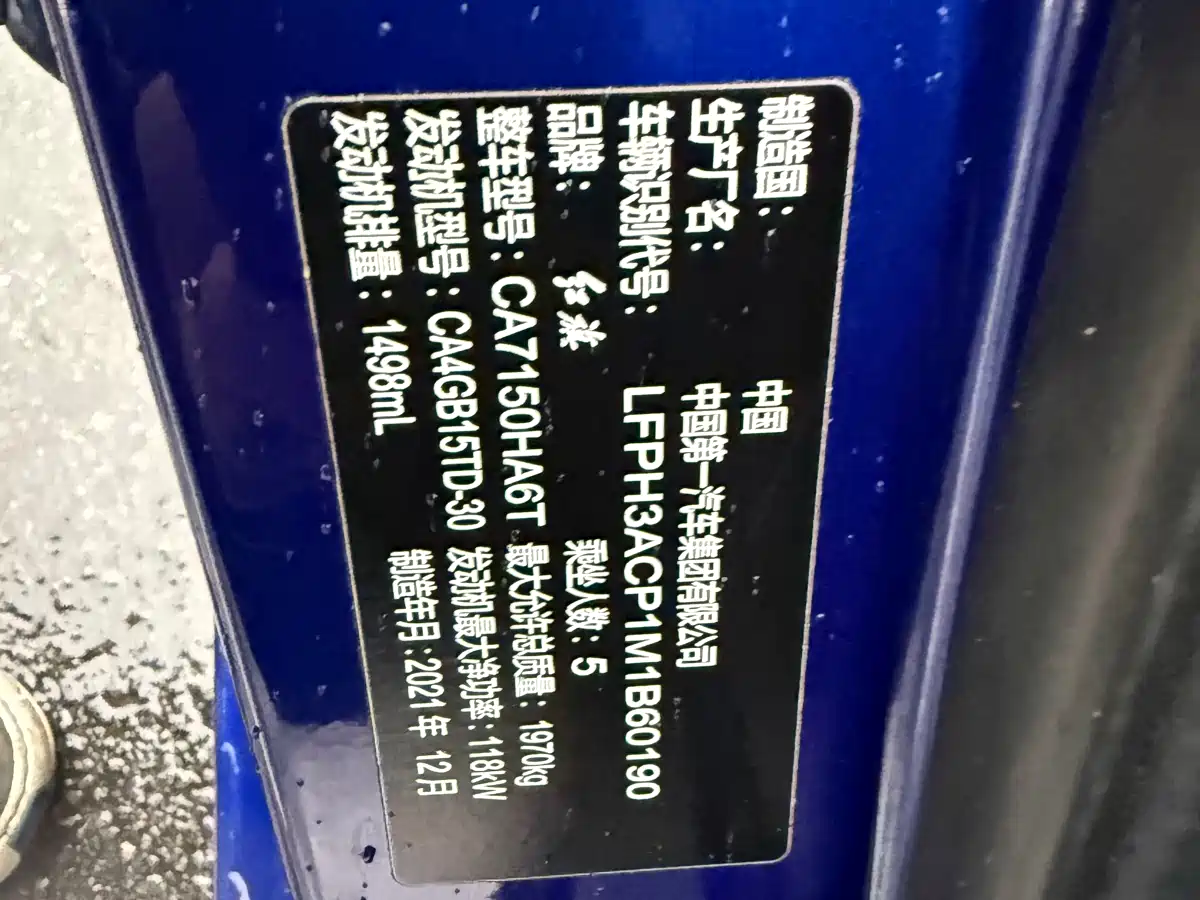 制造国： 中国
生产厂名： 中国第一汽车集团有限公司
车辆识别代号： LFPH3ACP1M1B60190
品牌： 红旗 乘坐人数：5
整车型号：CA7150HA6T 最大允许总质量：1970kg
发动机型号：CA4GB15TD-30 发动机最大净功率：118kW
发动机排量：1498mL 制造年月：2021年 12月